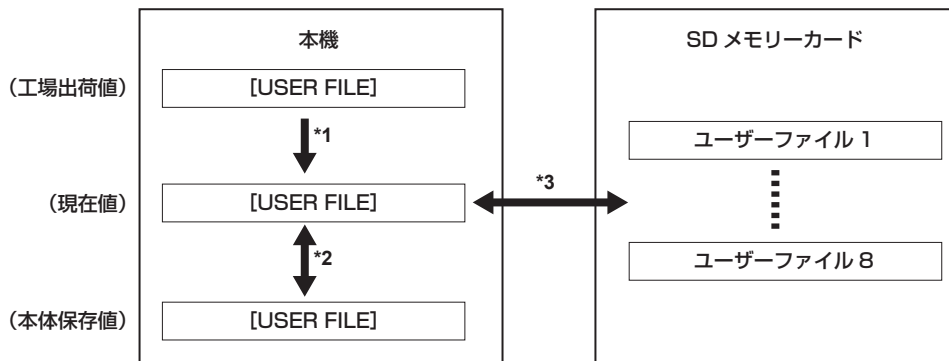 本機
SD メモリーカード
(工場出荷値)
[USER FILE]
*1
ユーザーファイル 1
*3
(現在値)
[USER FILE]
*2
ユーザーファイル 8
(本体保存値)
[USER FILE]